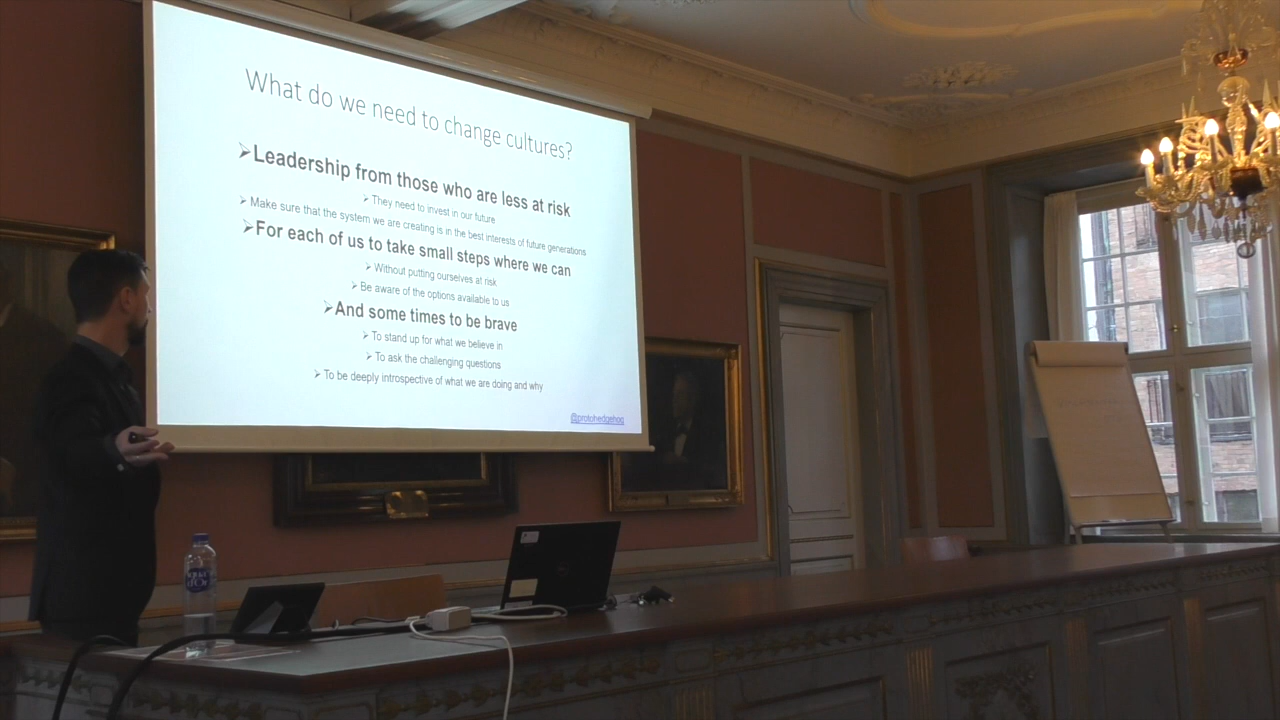 What do we need to change cultures?
➢Leadership from those who are less at risk
➢They need to invest in our future
➢Make sure that the system we are creating is in the best interests of future generations
➢For each of us to take small steps where we can
➢Without putting ourselves at risk
➢Be aware of the options available to us
➢And some times to be brave
➢To stand up for what we believe in
➢To ask the challenging questions
➢To be deeply introspective of what we are doing and why
@protohedgehog
aqua
d'Or